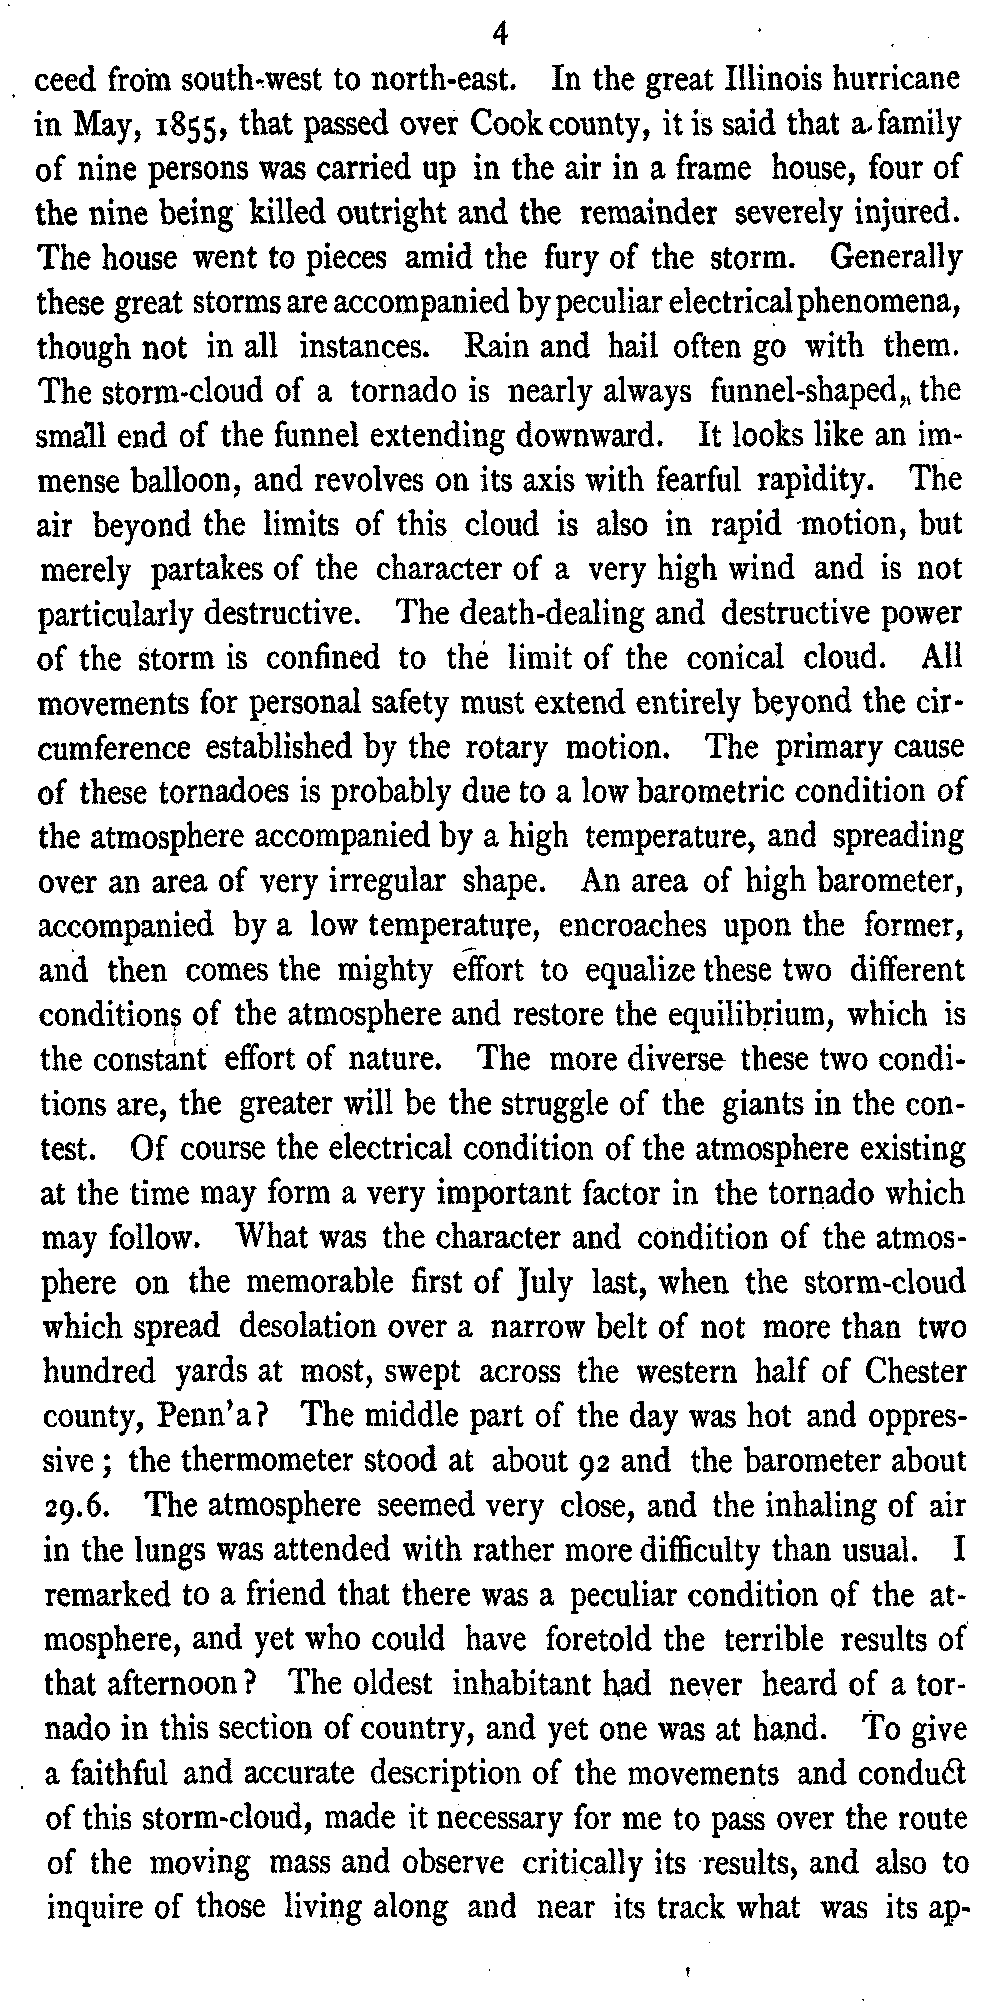 4
ceed from south-west to north-east. In the great Illinois hurricane
in May, 1855, that passed over Cook county, it is said that a family
of nine persons was carried up in the air in a frame house, four of
the nine being killed outright and the remainder severely injured.
The house went to pieces amid the fury of the storm. Generally
these great storms are accompanied by peculiar electrical phenomena,
though not in all instances. Rain and hail often go with them.
The storm-cloud of a tornado is nearly always funnel-shaped, the
small end of the funnel extending downward. It looks like an im-
mense balloon, and revolves on its axis with fearful rapidity. The
air beyond the limits of this cloud is also in rapid motion, but
merely partakes of the character of a very high wind and is not
particularly destructive. The death-dealing and destructive power
of the storm is confined to the limit of the conical cloud. All
movements for personal safety must extend entirely beyond the cir-
cumference established by the rotary motion. The primary cause
of these tornadoes is probably due to a low barometric condition of
the atmosphere accompanied by a high temperature, and spreading
over an area of very irregular shape. An area of high barometer,
accompanied by a low temperature, encroaches upon the former,
and then comes the mighty effort to equalize these two different
conditions of the atmosphere and restore the equilibrium, which is
the constant effort of nature. The more diverse these two condi-
tions are, the greater will be the struggle of the giants in the con-
test. Of course the electrical condition of the atmosphere existing
at the time may form a very important factor in the tornado which
may follow. What was the character and condition of the atmos-
phere on the memorable first of July last, when the storm-cloud
which spread desolation over a narrow belt of not more than two
hundred yards at most, swept across the western half of Chester
county, Penn'a? The middle part of the day was hot and oppres-
sive; the thermometer stood at about 92 and the barometer about
29.6. The atmosphere seemed very close, and the inhaling of air
in the lungs was attended with rather more difficulty than usual. I
remarked to a friend that there was a peculiar condition of the at-
mosphere, and yet who could have foretold the terrible results of
that afternoon? The oldest inhabitant had never heard of a tor-
nado in this section of country, and yet one was at hand. To give
a faithful and accurate description of the movements and conduct
of this storm-cloud, made it necessary for me to pass over the route
of the moving mass and observe critically its results, and also to
inquire of those living along and near its track what was its ap-